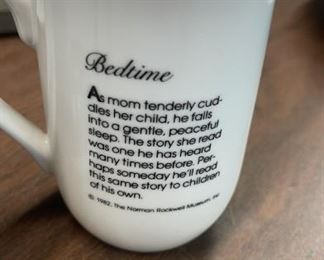 Bedtime
As mom tenderly cud-
dles her child, he falls
into a gentle, peaceful
sleep. The story she read
was one he has heard
many times before. Per-
haps someday he'll read
this same story to children
of his own.
© 1982, The Norman Rockwell Museum, Inc